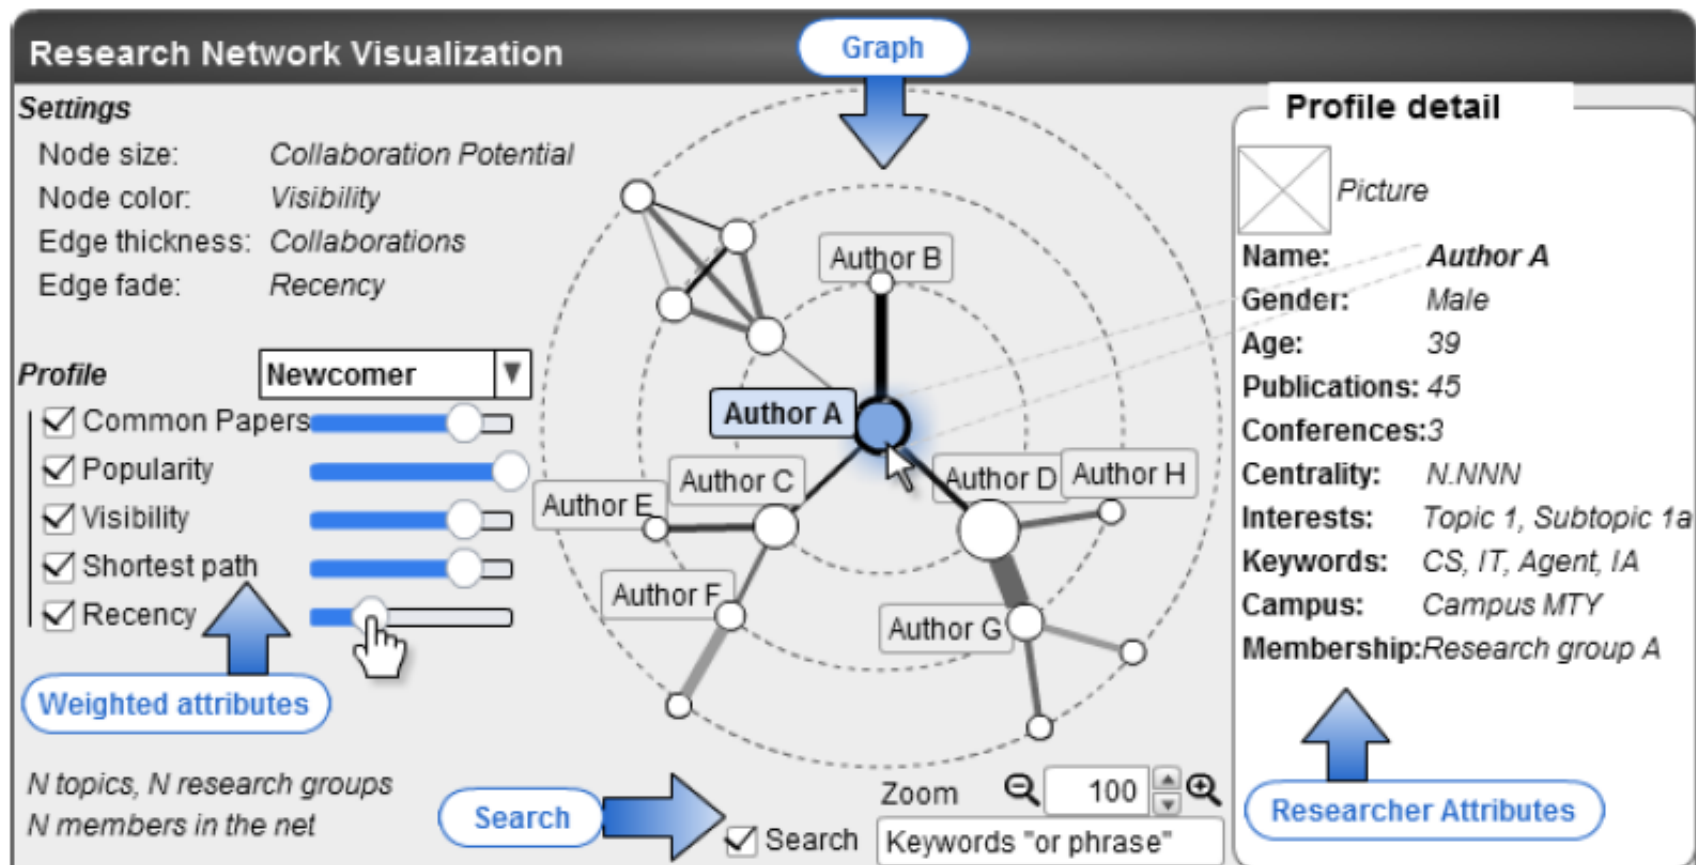 Research Network Visualization
Graph
Settings
Node size: Collaboration Potential
Node color: Visibility
Edge thickness: Collaborations
Edge fade: Recency
Profile Newcomer
Common Papers
Popularity
Visibility
Shortest path
Recency
Weighted attributes
N topics, N research groups
N members in the net
Author B
Author A
Author C
Author D
Author H
Author E
Author F
Author G
Search
Zoom 100
Search Keywords "or phrase"
Profile detail
Picture
Name: Author A
Gender: Male
Age: 39
Publications: 45
Conferences:3
Centrality: N.NNN
Interests: Topic 1, Subtopic 1a
Keywords: CS, IT, Agent, IA
Campus: Campus MTY
Membership:Research group A
Researcher Attributes